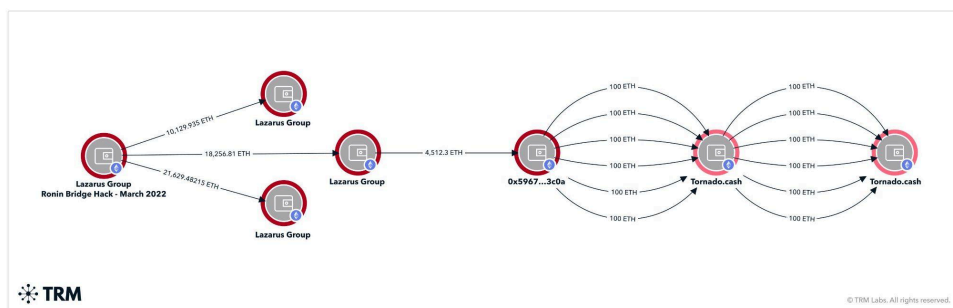 10,129.935 ETH
Lazarus Group
18,256.81 ETH
Lazarus Group
Ronin Bridge Hack - March 2022
21,629.48215 ETH
Lazarus Group
Lazarus Group
4,512.3 ETH
0x5967...3c0a
100 ETH
100 ETH
100 ETH
100 ETH
100 ETH
100 ETH
Tornado.cash
100 ETH
100 ETH
100 ETH
100 ETH
100 ETH
100 ETH
Tornado.cash
TRM
© TRM Labs. All rights reserved.